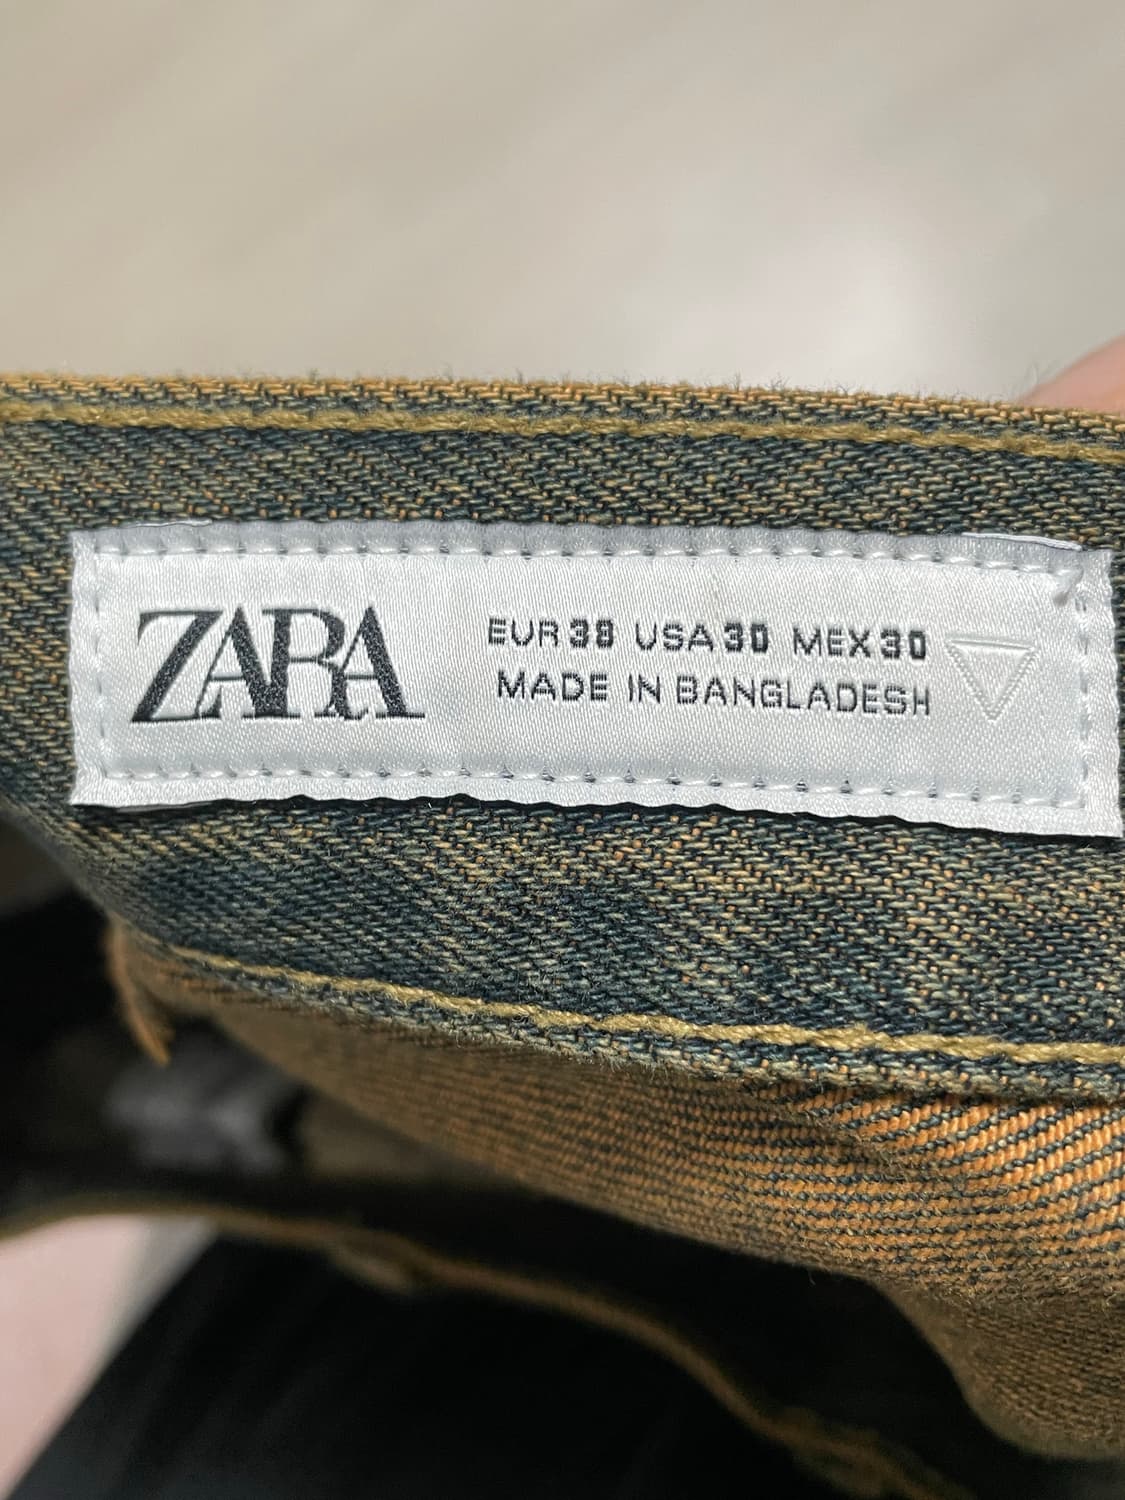 ZARA
EUR 38 USA 30 MEX 30
MADE IN BANGLADESH